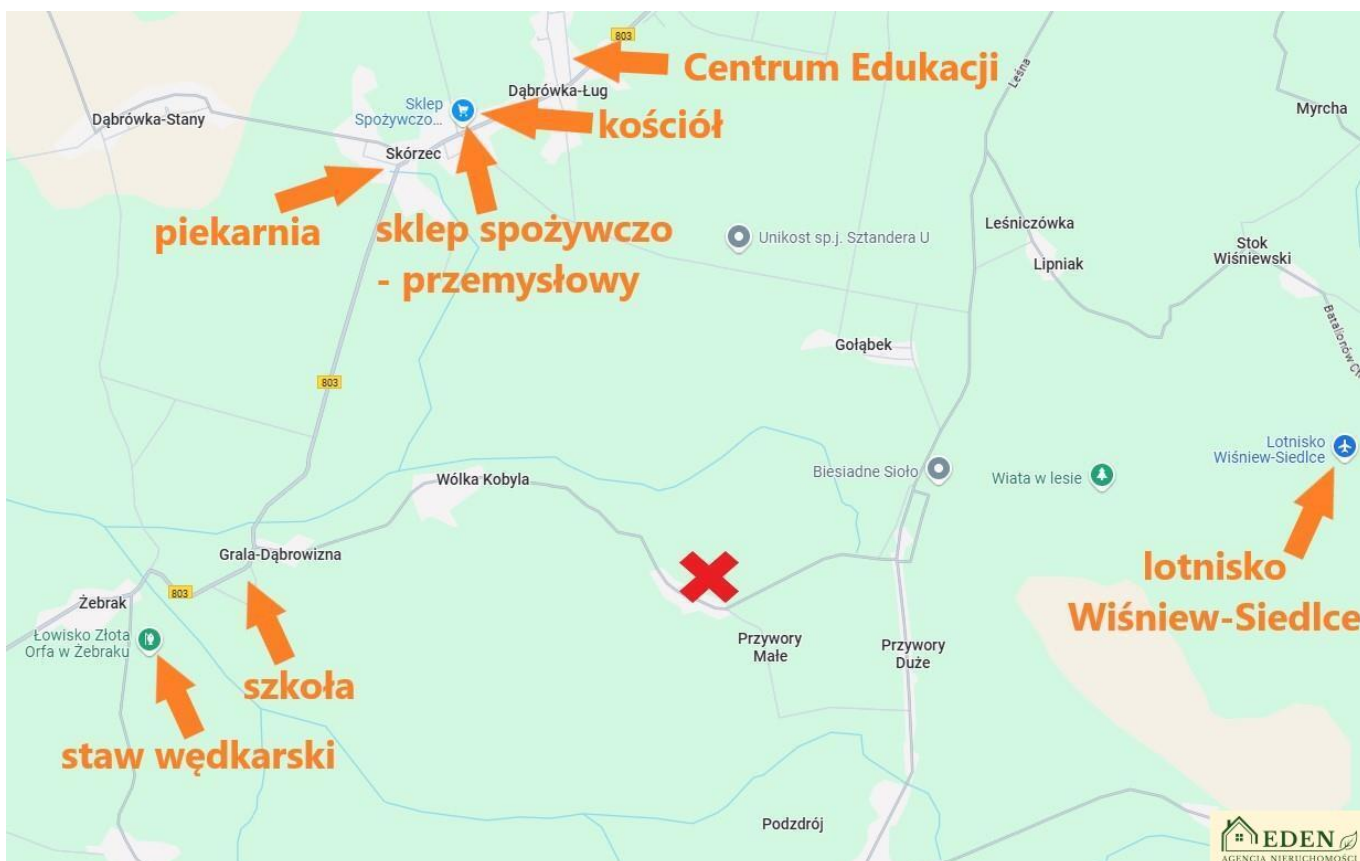 803
Centrum Edukacji
Leśna
Dąbrówka-Ług
Myrcha
Sklep
Spożywczo...
kościół
Dąbrówka-Stany
Skórzec
piekarnia
sklep spożywczo
- przemysłowy
Unikost sp.j. Sztandera U
Leśniczówka
Lipniak
Stok
Wiśniewski
Gołąbek
803
Lotnisko
Wiśniew-Siedlce
Biesiadne Sioło
Wiata w lesie
Wólka Kobyla
Grala-Dąbrowizna
lotnisko
Wiśniew-Siedlce
803
Żebrak
Łowisko Złota
Orfa w Żebraku
Przywory
Małe
Przywory
Duże
szkoła
staw wędkarski
Podzdrój
EDEN
AGENCJA NIERUCHOMOŚCI